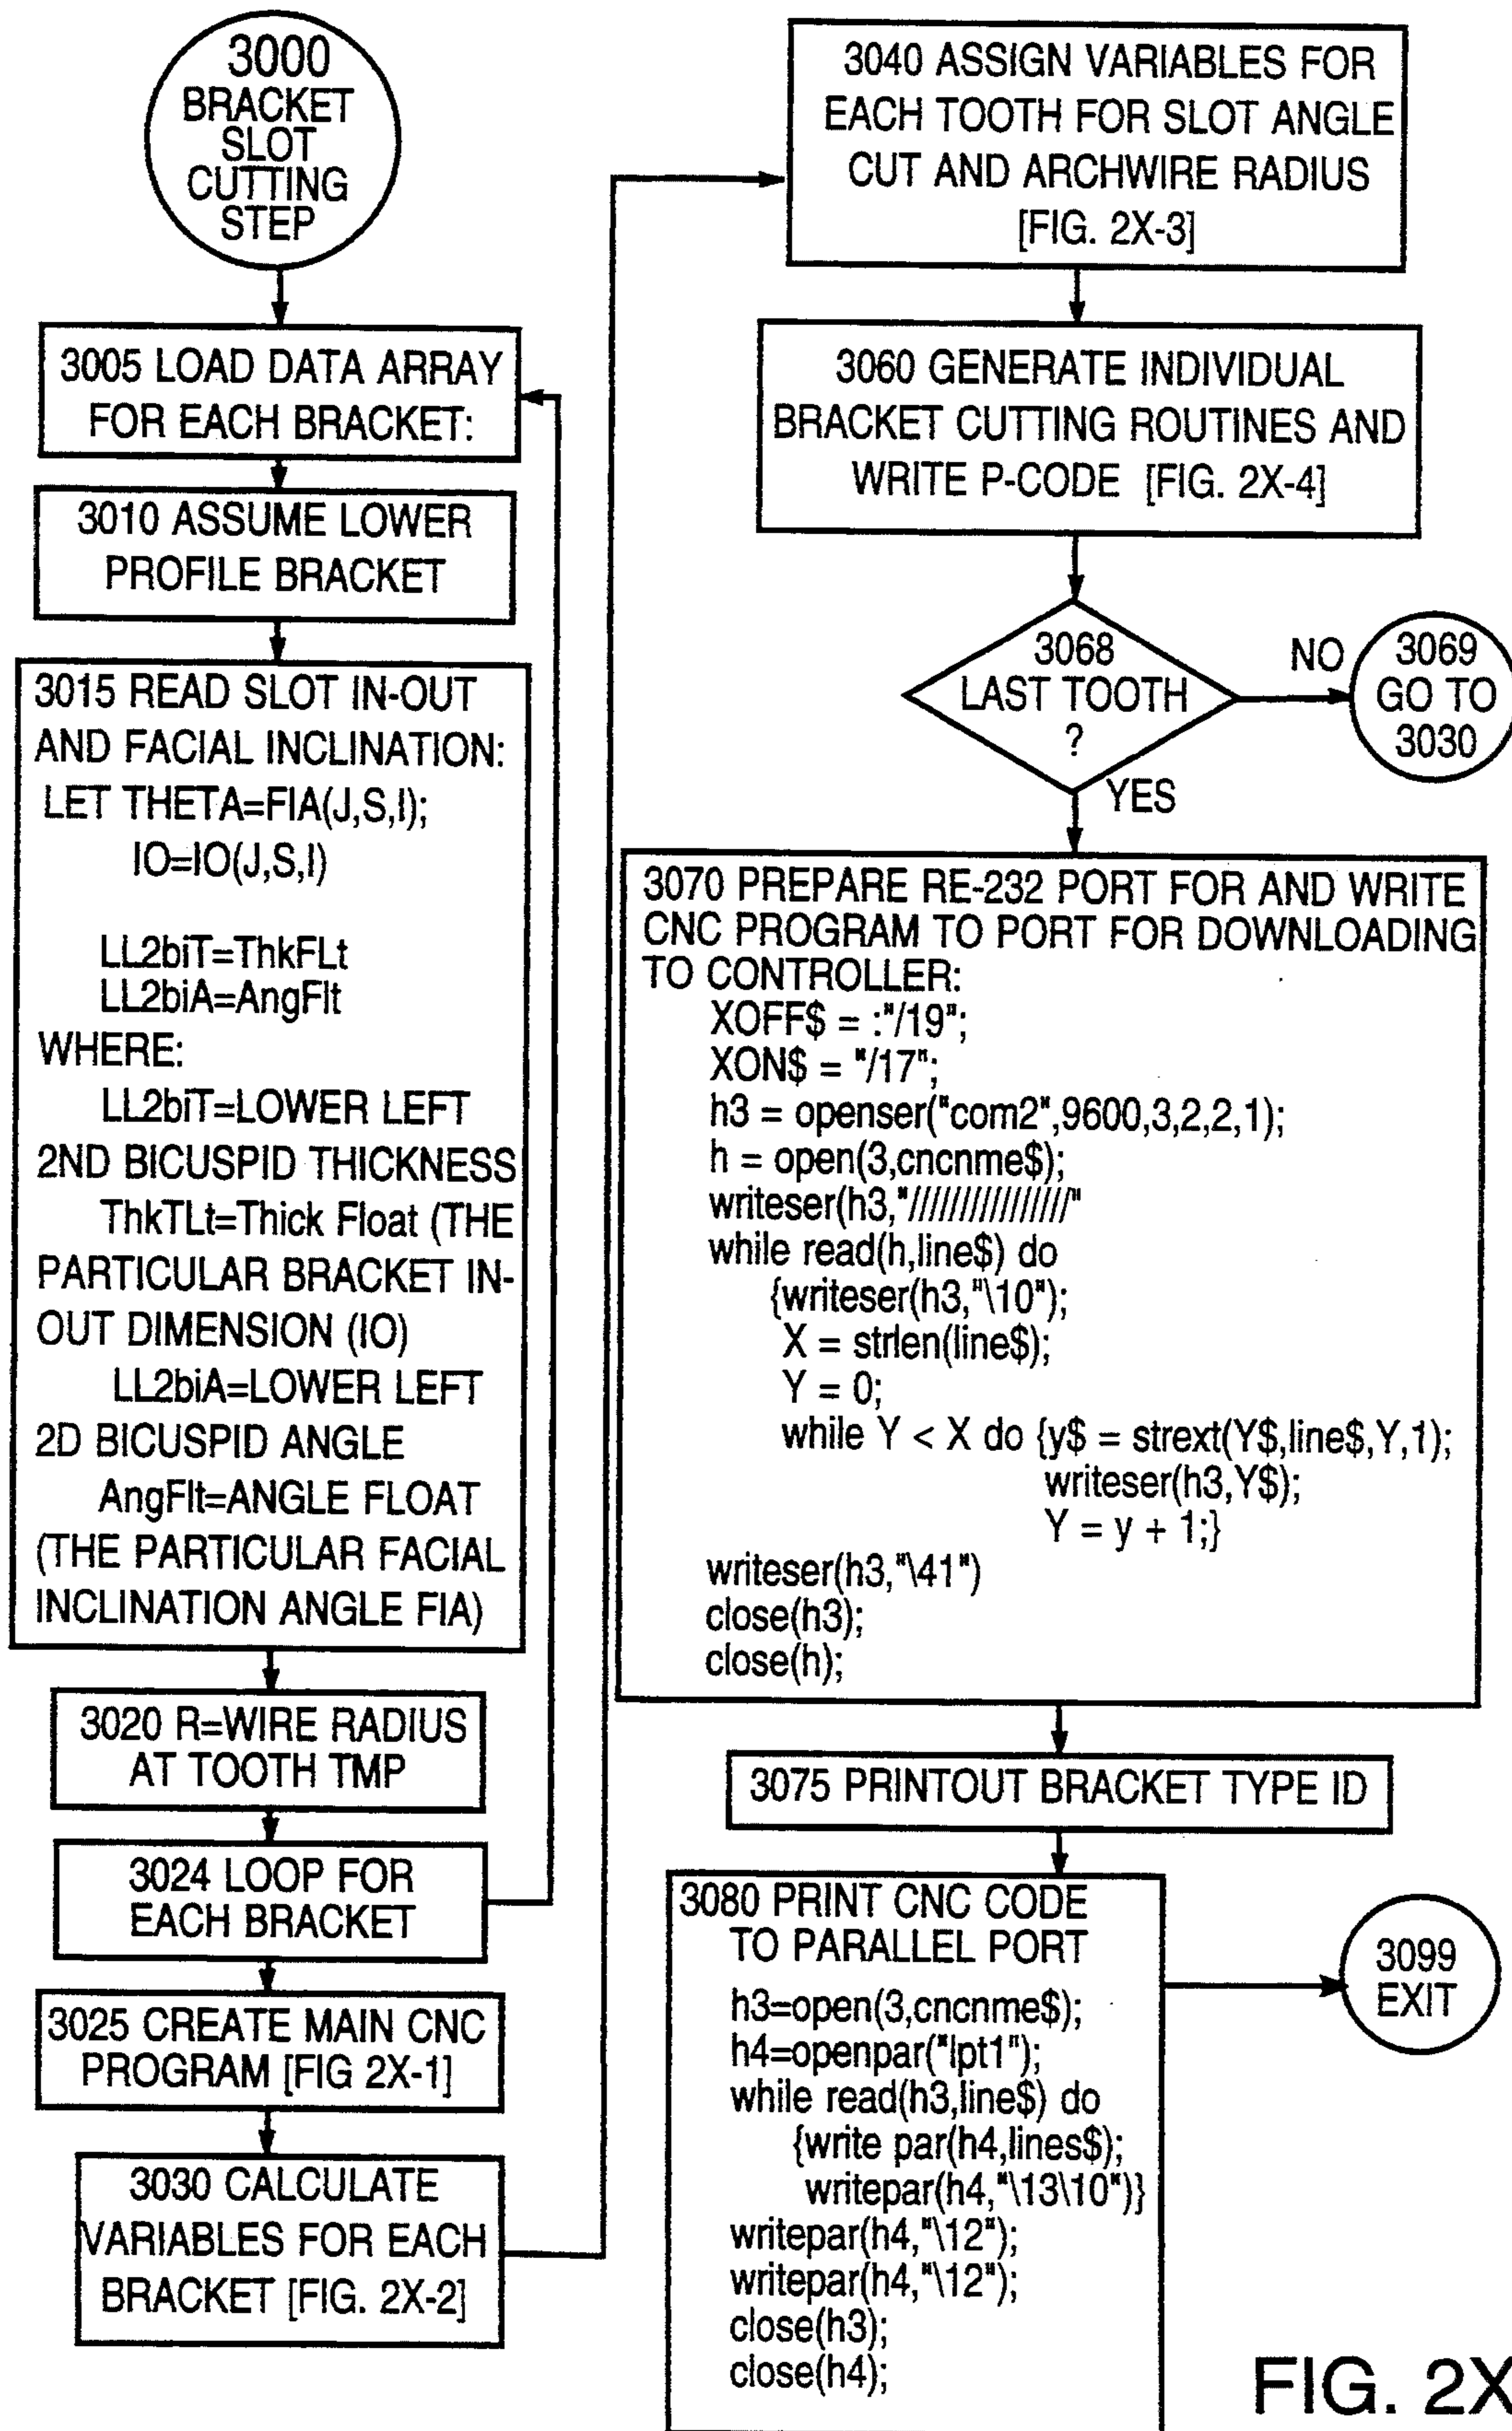 3000
BRACKET
SLOT
CUTTING
STEP
3005 LOAD DATA ARRAY
FOR EACH BRACKET:
3010 ASSUME LOWER
PROFILE BRACKET
3015 READ SLOT IN-OUT
AND FACIAL INCLINATION:
LET THETA=FIA(J,S,I);
IO=IO(J,S,I)
LL2biT=ThkFLt
LL2biA=AngFlt
WHERE:
LL2biT=LOWER LEFT
2ND BICUSPID THICKNESS
ThkTLt=Thick Float (THE
PARTICULAR BRACKET IN-
OUT DIMENSION (IO)
LL2biA=LOWER LEFT
2D BICUSPID ANGLE
AngFlt=ANGLE FLOAT
(THE PARTICULAR FACIAL
INCLINATION ANGLE FIA)
3020 R=WIRE RADIUS
AT TOOTH TMP
3024 LOOP FOR
EACH BRACKET
3025 CREATE MAIN CNC
PROGRAM [FIG 2X-1]
3030 CALCULATE
VARIABLES FOR EACH
BRACKET [FIG. 2X-2]
3040 ASSIGN VARIABLES FOR
EACH TOOTH FOR SLOT ANGLE
CUT AND ARCHWIRE RADIUS
[FIG. 2X-3]
3060 GENERATE INDIVIDUAL
BRACKET CUTTING ROUTINES AND
WRITE P-CODE [FIG. 2X-4]
3068
LAST TOOTH
?
NO
3069
GO TO
3030
YES
3070 PREPARE RE-232 PORT FOR AND WRITE
CNC PROGRAM TO PORT FOR DOWNLOADING
TO CONTROLLER:
XOFF$ = :"/19";
XON$ = "/17";
h3 = openser("com2",9600,3,2,2,1);
h = open(3,cncnme$);
writeser(h3,"////////////////"
while read(h,line$) do
{writeser(h3,"\10");
X = strlen(line$);
Y = 0;
while Y < X do {y$ = strext(Y$,line$,Y,1);
writeser(h3,Y$);
Y = y + 1;}
writeser(h3,"\41")
close(h3);
close(h);
3075 PRINTOUT BRACKET TYPE ID
3080 PRINT CNC CODE
TO PARALLEL PORT
h3=open(3,cncnme$);
h4=openpar("lpt1");
while read(h3,line$) do
{write par(h4,lines$);
writepar(h4,"\13\10")}
writepar(h4,"\12");
writepar(h4,"\12");
close(h3);
close(h4);
3099
EXIT
FIG. 2X